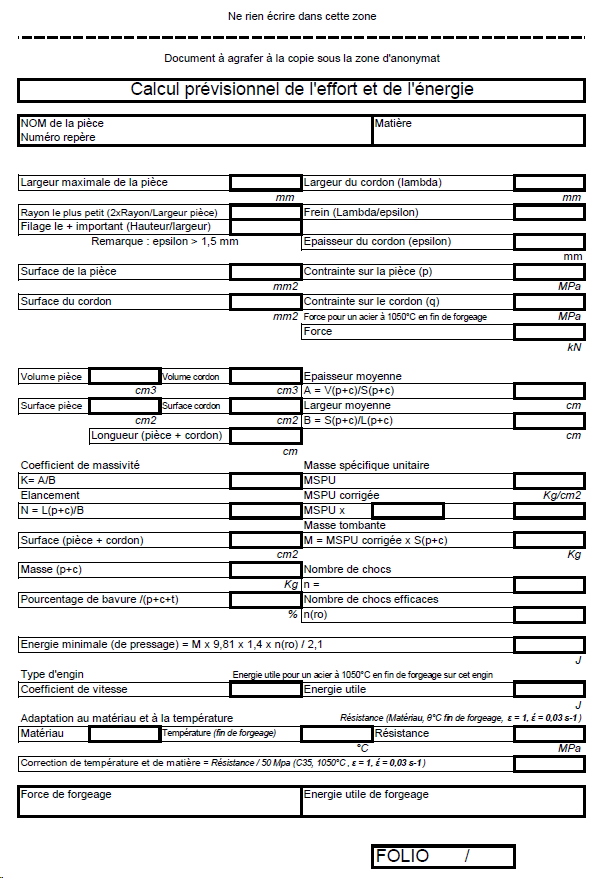 Ne rien écrire dans cette zone
Document à agrafer à la copie sous la zone d'anonymat
Calcul prévisionnel de l'effort et de l'énergie
NOM de la pièce Matière
Numéro repère
Largeur maximale de la pièce Largeur du cordon (lambda)
mm mm
Rayon le plus petit (2xRayon/Largeur pièce) Frein (Lambda/epsilon)
Filage le + important (Hauteur/largeur)
Remarque : epsilon > 1,5 mm Epaisseur du cordon (epsilon)
mm
Surface de la pièce Contrainte sur la pièce (p)
mm2 MPa
Surface du cordon Contrainte sur le cordon (q)
mm2 Force pour un acier à 1050°C en fin de forgeage MPa
Force
kN
Volume pièce Volume cordon Epaisseur moyenne
cm3 cm3 A = V(p+c)/S(p+c)
cm
Surface pièce Surface cordon Largeur moyenne
cm2 cm2 B = S(p+c)/L(p+c)
Longueur (pièce + cordon) cm
cm
Coefficient de massivité Masse spécifique unitaire
K= A/B MSPU
Elancement MSPU corrigée Kg/cm2
N = L(p+c)/B MSPU x
Masse tombante
Surface (pièce + cordon) M = MSPU corrigée x S(p+c)
cm2 Kg
Masse (p+c) Nombre de chocs
Kg n =
Pourcentage de bavure /(p+c+t) Nombre de chocs efficaces
% n(ro)
Energie minimale (de pressage) = M x 9,81 x 1,4 x n(ro) / 2,1
J
Type d'engin Energie utile pour un acier à 1050°C en fin de forgeage sur cet engin
Coefficient de vitesse Energie utile
J
Adaptation au matériau et à la température Résistance (Matériau, θ°C fin de forgeage, ε = 1, ε̇ = 0,03 s-1 )
Matériau Température (fin de forgeage) Résistance
°C MPa
Correction de température et de matière = Résistance / 50 Mpa (C35, 1050°C , ε = 1, ε̇ = 0,03 s-1 )
Force de forgeage Energie utile de forgeage
FOLIO /